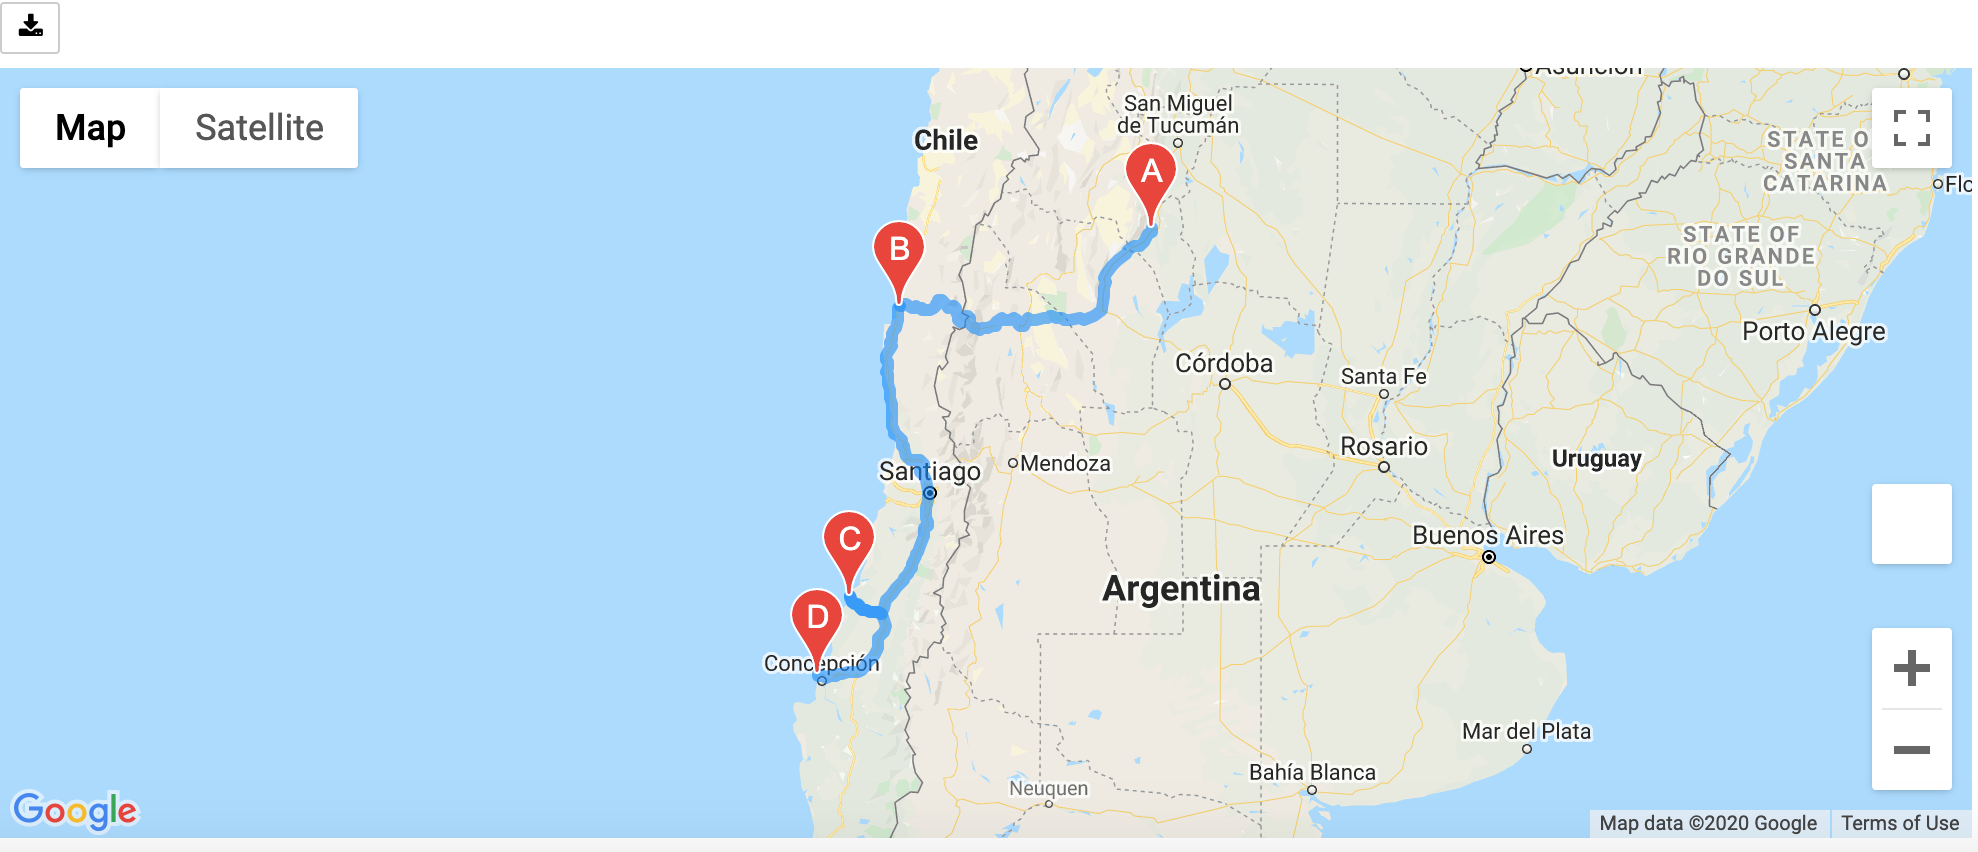 Map
Satellite
Asunción
San Miguel
de Tucumán
Chile
STATE O
SANTA
CATARINA
Flo
A
B
STATE OF
RIO GRANDE
DO SUL
Porto Alegre
Córdoba
Santa Fe
Rosario
Uruguay
Santiago
Mendoza
C
Buenos Aires
Argentina
D
Concepción
Mar del Plata
Bahía Blanca
Neuquen
Google
Map data ©2020 Google
Terms of Use